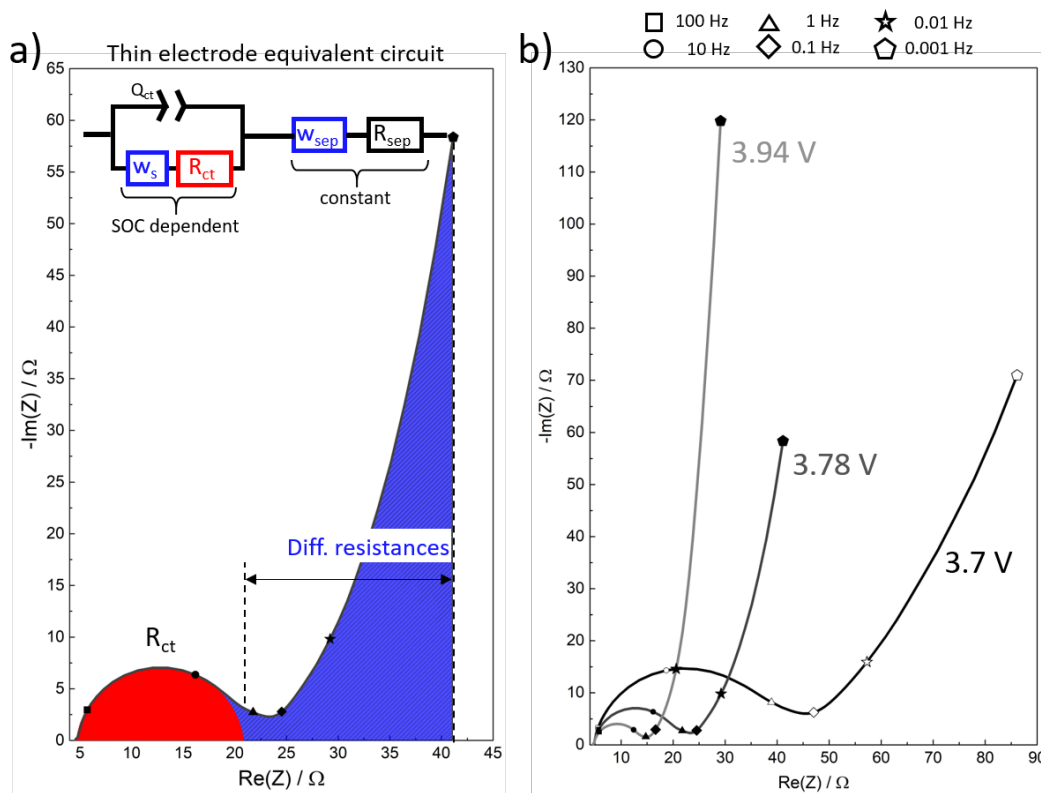 a)
Thin electrode equivalent circuit
65
60
55
50
45
40
35
30
25
20
15
10
5
0
-Im(Z) / Ω
Q_ct
w_s
R_ct
w_sep
R_sep
SOC dependent
constant
Diff. resistances
R_ct
5 10 15 20 25 30 35 40 45
Re(Z) / Ω
b)
100 Hz 1 Hz 0.01 Hz
10 Hz 0.1 Hz 0.001 Hz
130
120
110
100
90
80
70
60
50
40
30
20
10
0
-Im(Z) / Ω
3.94 V
3.78 V
3.7 V
10 20 30 40 50 60 70 80 90
Re(Z) / Ω